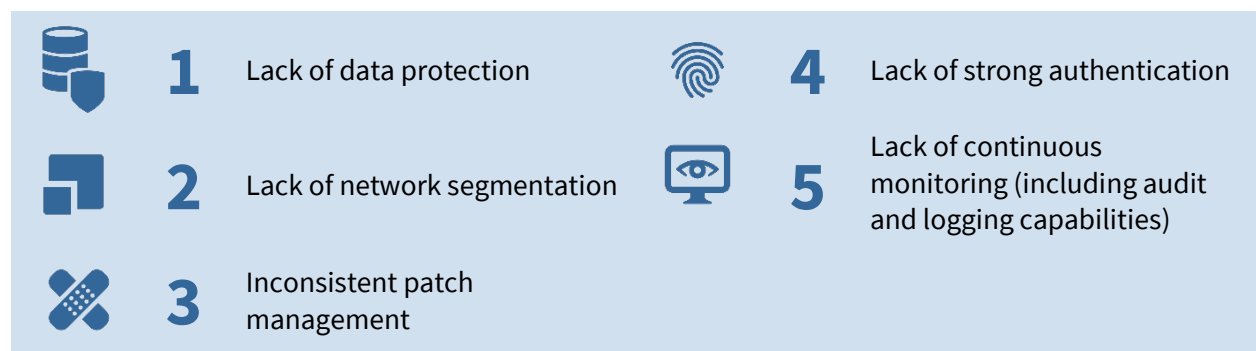 1
Lack of data protection
2
Lack of network segmentation
3
Inconsistent patch
management
4
Lack of strong authentication
5
Lack of continuous
monitoring (including audit
and logging capabilities)